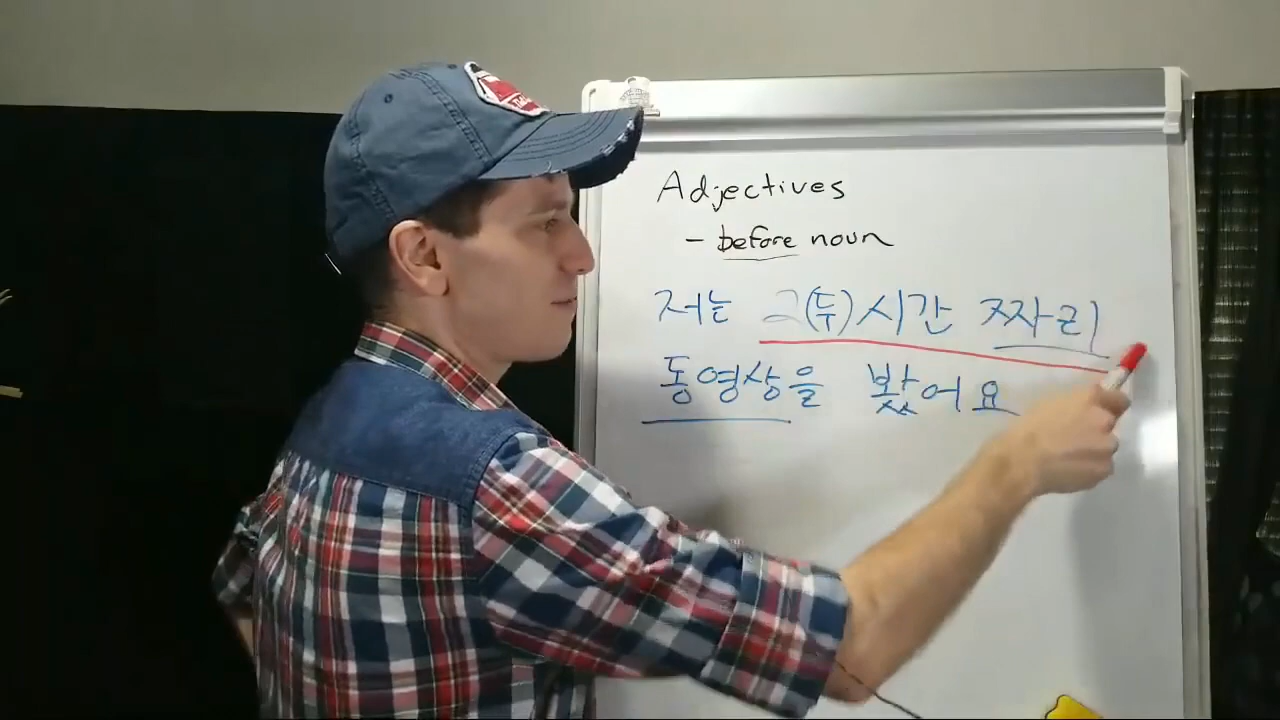 Adjectives
- before noun
저는 2(두)시간 짜리
동영상을 봤어요